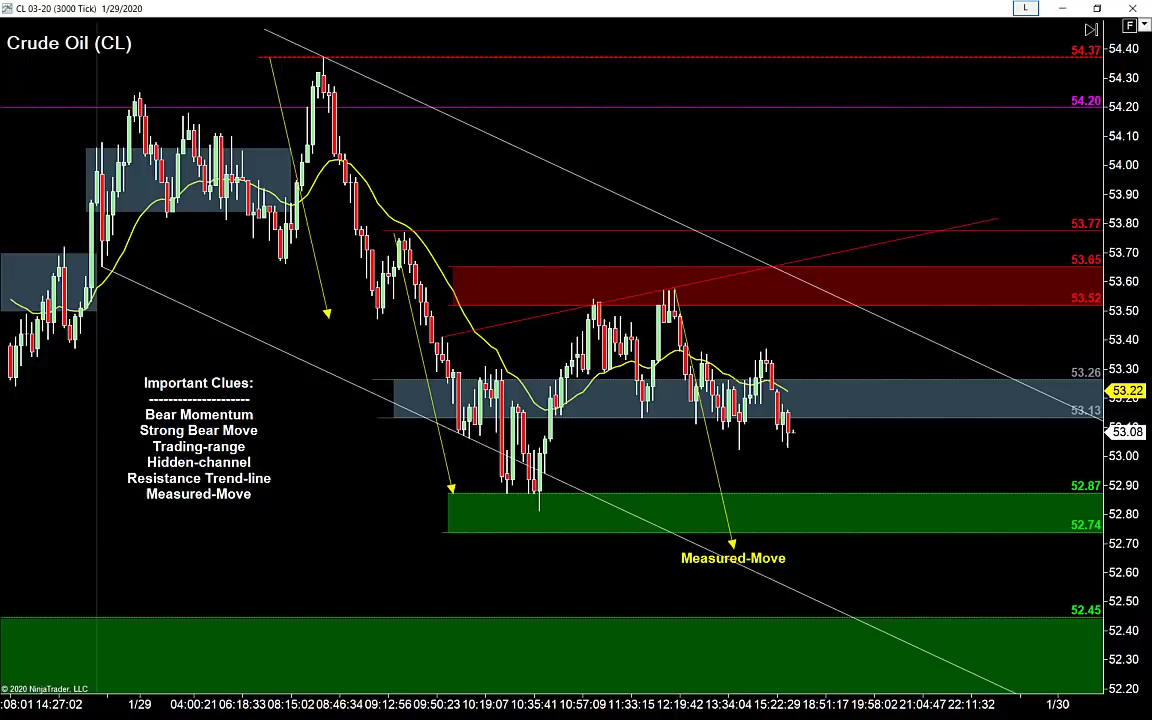 CL 03-20 (3000 Tick) 1/29/2020
L
Crude Oil (CL)
F
54.37
54.20
53.77
53.65
53.52
53.26
53.13
52.87
52.74
52.45
54.40
54.30
54.20
54.10
54.00
53.90
53.80
53.70
53.60
53.50
53.40
53.30
53.22
53.08
53.00
52.90
52.80
52.70
52.60
52.50
52.40
52.30
52.20
Important Clues:
----------------------
Bear Momentum
Strong Bear Move
Trading-range
Hidden-channel
Resistance Trend-line
Measured-Move
Measured-Move
© 2020 NinjaTrader, LLC
:08:01 14:27:02 1/29 04:00:21 06:18:33 08:15:02 08:46:34 09:12:56 09:50:23 10:19:07 10:35:41 10:57:09 11:33:15 12:19:42 13:34:04 15:22:29 18:51:17 19:58:02 21:04:47 22:11:32 1/30